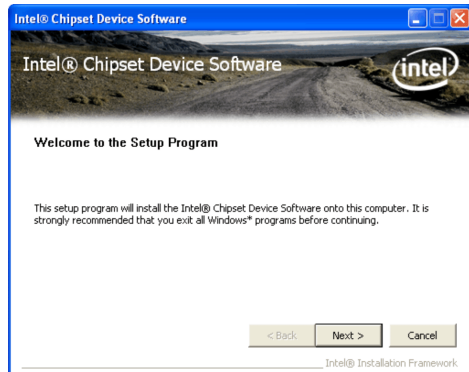 Intel® Chipset Device Software
Intel® Chipset Device Software
intel
Welcome to the Setup Program
This setup program will install the Intel® Chipset Device Software onto this computer. It is
strongly recommended that you exit all Windows* programs before continuing.
< Back Next > Cancel
Intel® Installation Framework